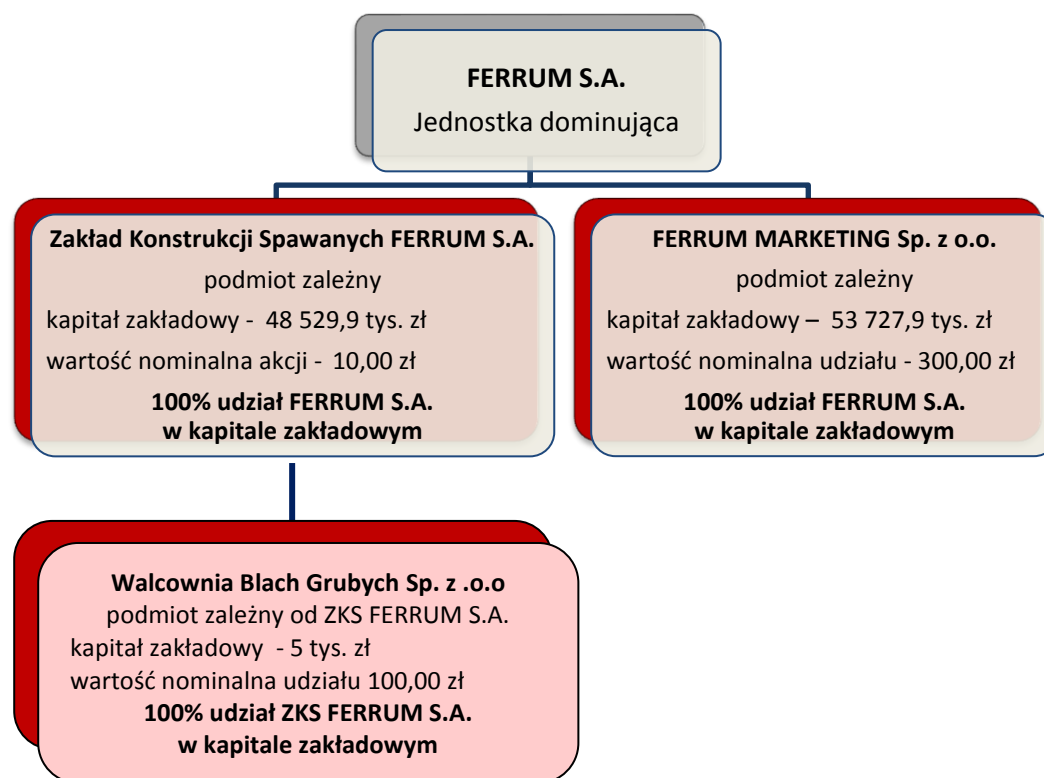 FERRUM S.A.
Jednostka dominująca
Zakład Konstrukcji Spawanych FERRUM S.A.
podmiot zależny
kapitał zakładowy - 48 529,9 tys. zł
wartość nominalna akcji - 10,00 zł
100% udział FERRUM S.A.
w kapitale zakładowym
FERRUM MARKETING Sp. z o.o.
podmiot zależny
kapitał zakładowy – 53 727,9 tys. zł
wartość nominalna udziału - 300,00 zł
100% udział FERRUM S.A.
w kapitale zakładowym
Walcownia Blach Grubych Sp. z .o.o
podmiot zależny od ZKS FERRUM S.A.
kapitał zakładowy - 5 tys. zł
wartość nominalna udziału 100,00 zł
100% udział ZKS FERRUM S.A.
w kapitale zakładowym